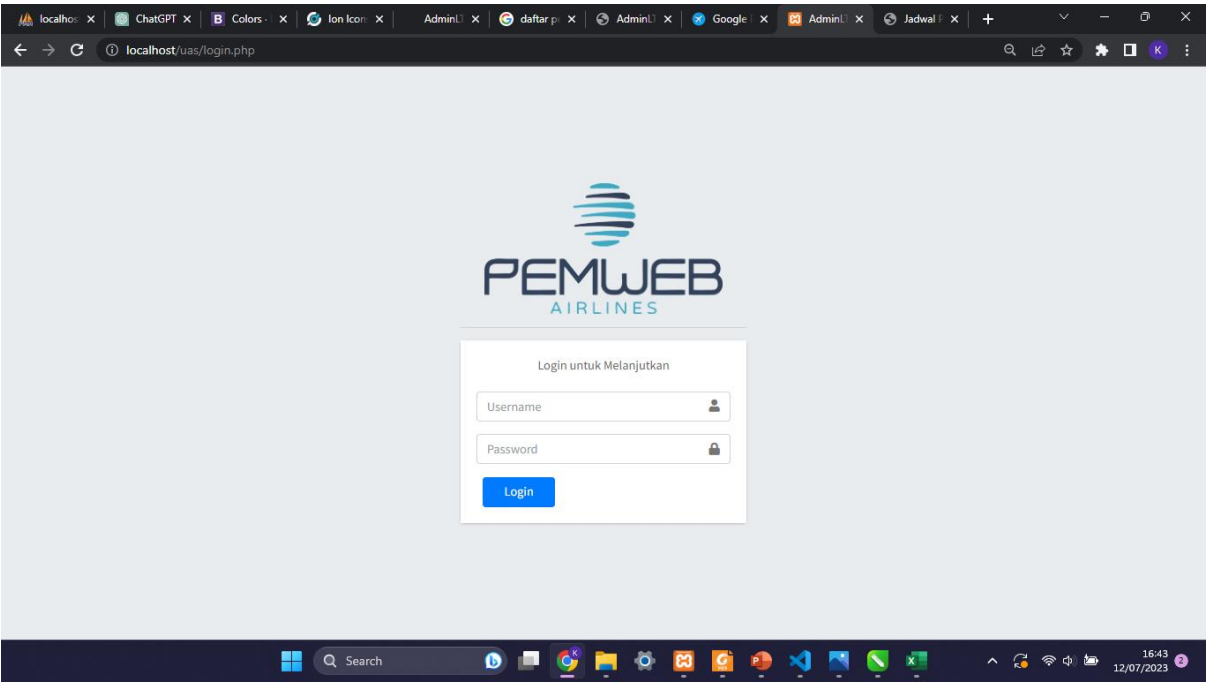 localhos ChatGPT Colors - Ion Icon AdminLT daftar p AdminLT Google AdminLT Jadwal P
localhost/uas/login.php
K
PEMWEB
AIRLINES
Login untuk Melanjutkan
Username
Password
Login
Search
16:43
12/07/2023
2